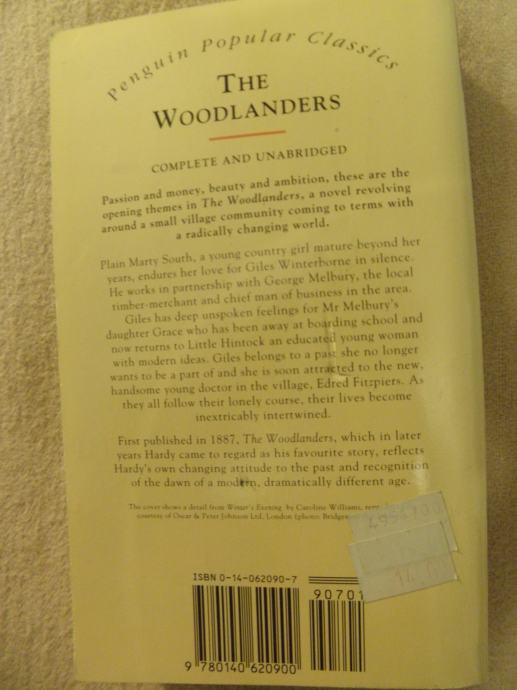 Penguin Popular Classics
THE
WOODLANDERS
COMPLETE AND UNABRIDGED
Passion and money, beauty and ambition, these are the
opening themes in The Woodlanders, a novel revolving
around a small village community coming to terms with
a radically changing world.
Plain Marty South, a young country girl mature beyond her
years, endures her love for Giles Winterborne in silence.
He works in partnership with George Melbury, the local
timber-merchant and chief man of business in the area.
Giles has deep unspoken feelings for Mr Melbury's
daughter Grace who has been away at boarding school and
now returns to Little Hintock an educated young woman
with modern ideas. Giles belongs to a past she no longer
wants to be a part of and she is soon attracted to the new,
handsome young doctor in the village, Edred Fitzpiers. As
they all follow their lonely course, their lives become
inextricably intertwined.
First published in 1887, The Woodlanders, which in later
years Hardy came to regard as his favourite story, reflects
Hardy's own changing attitude to the past and recognition
of the dawn of a modern, dramatically different age.
The cover shows a detail from Winter's Evening by Caroline Williams,
courtesy of Oscar & Peter Johnson Ltd, London (photo:
ISBN 0-14-062090-7
90701
9 780140 620900